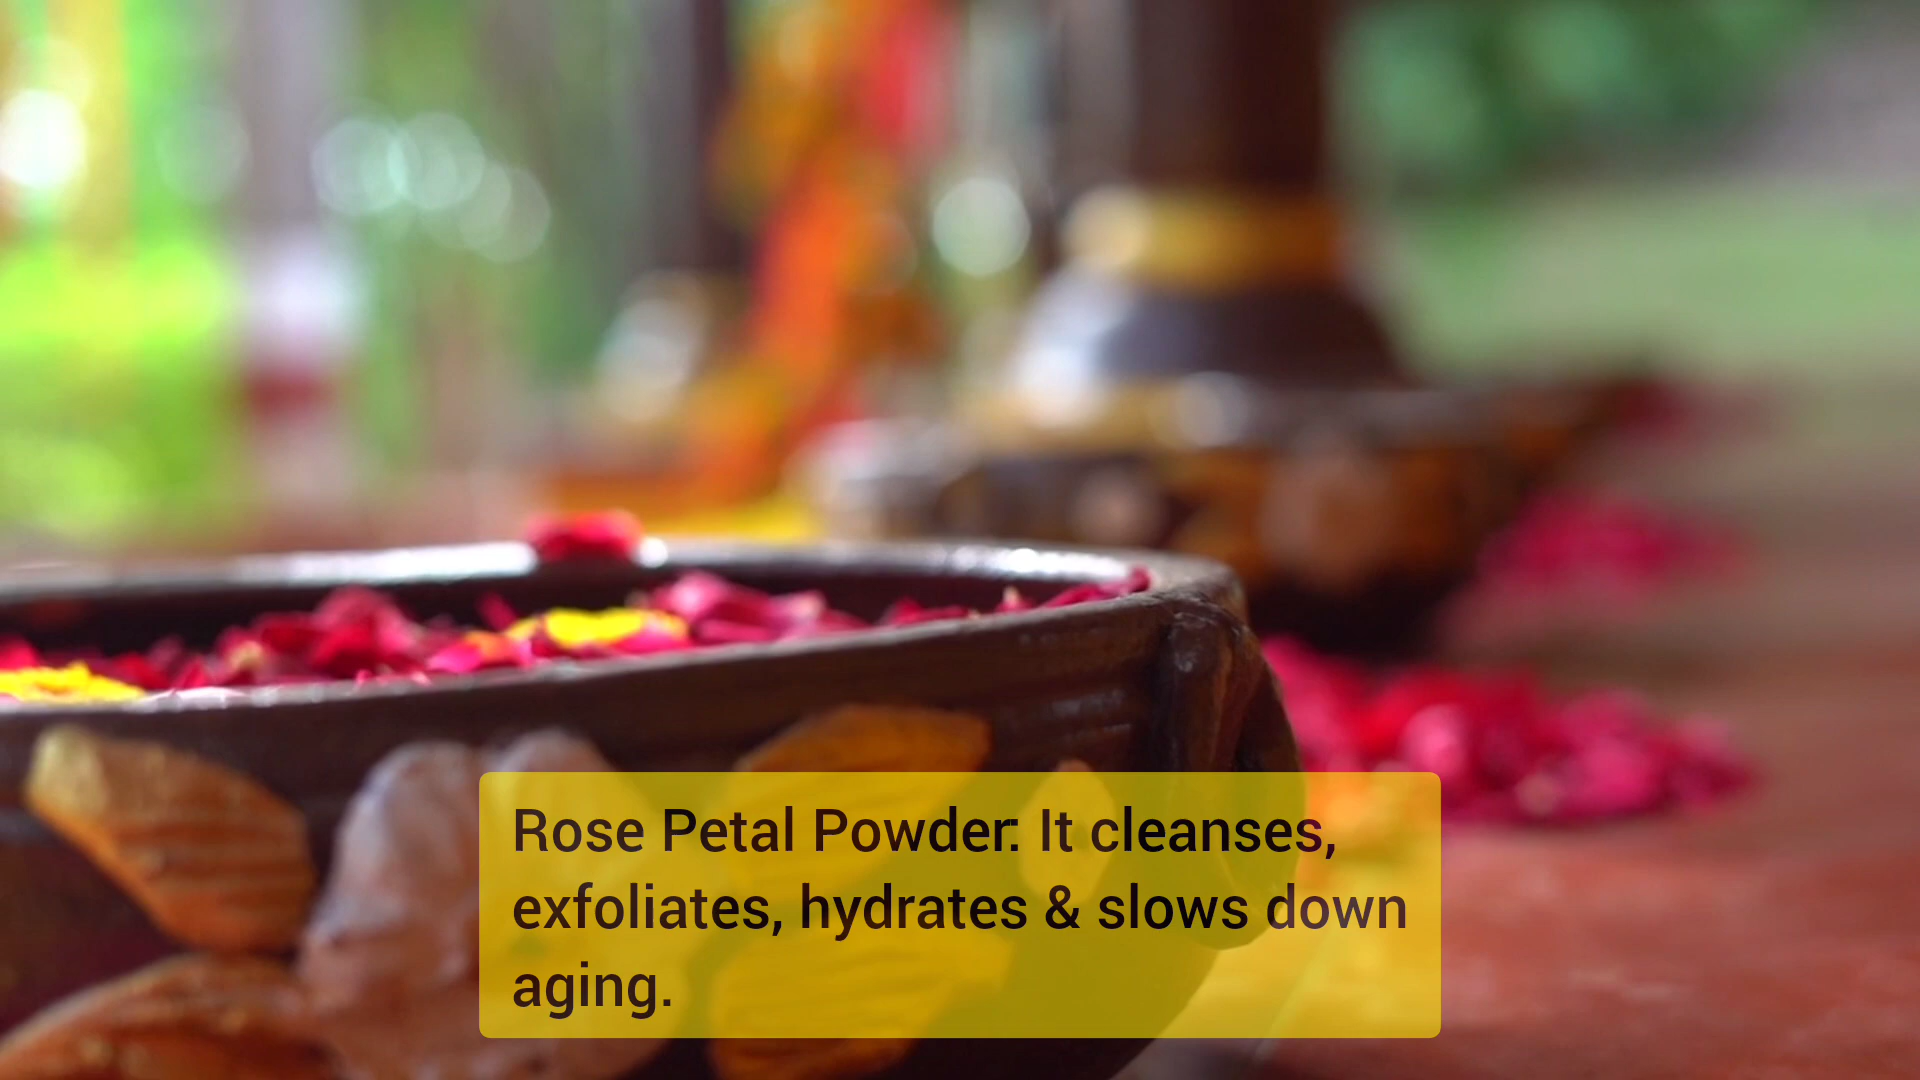 Rose Petal Powder: It cleanses,
exfoliates, hydrates & slows down
aging.